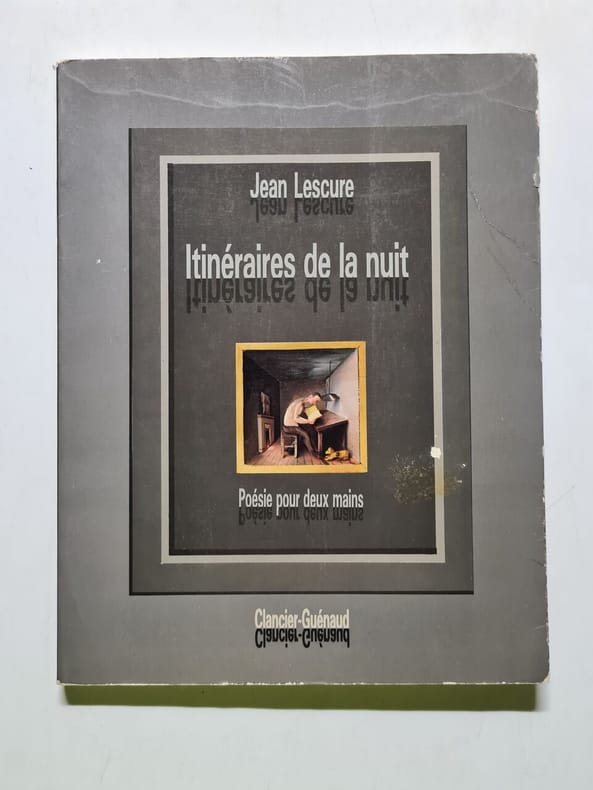 Jean Lescure
Itinéraires de la nuit
Poésie pour deux mains
Clancier-Guénaud